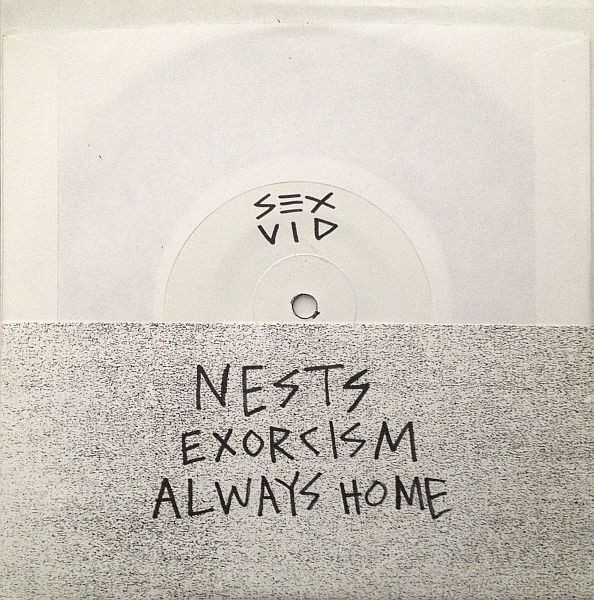 SEX
VID
NESTS
EXORCISM
ALWAYS HOME